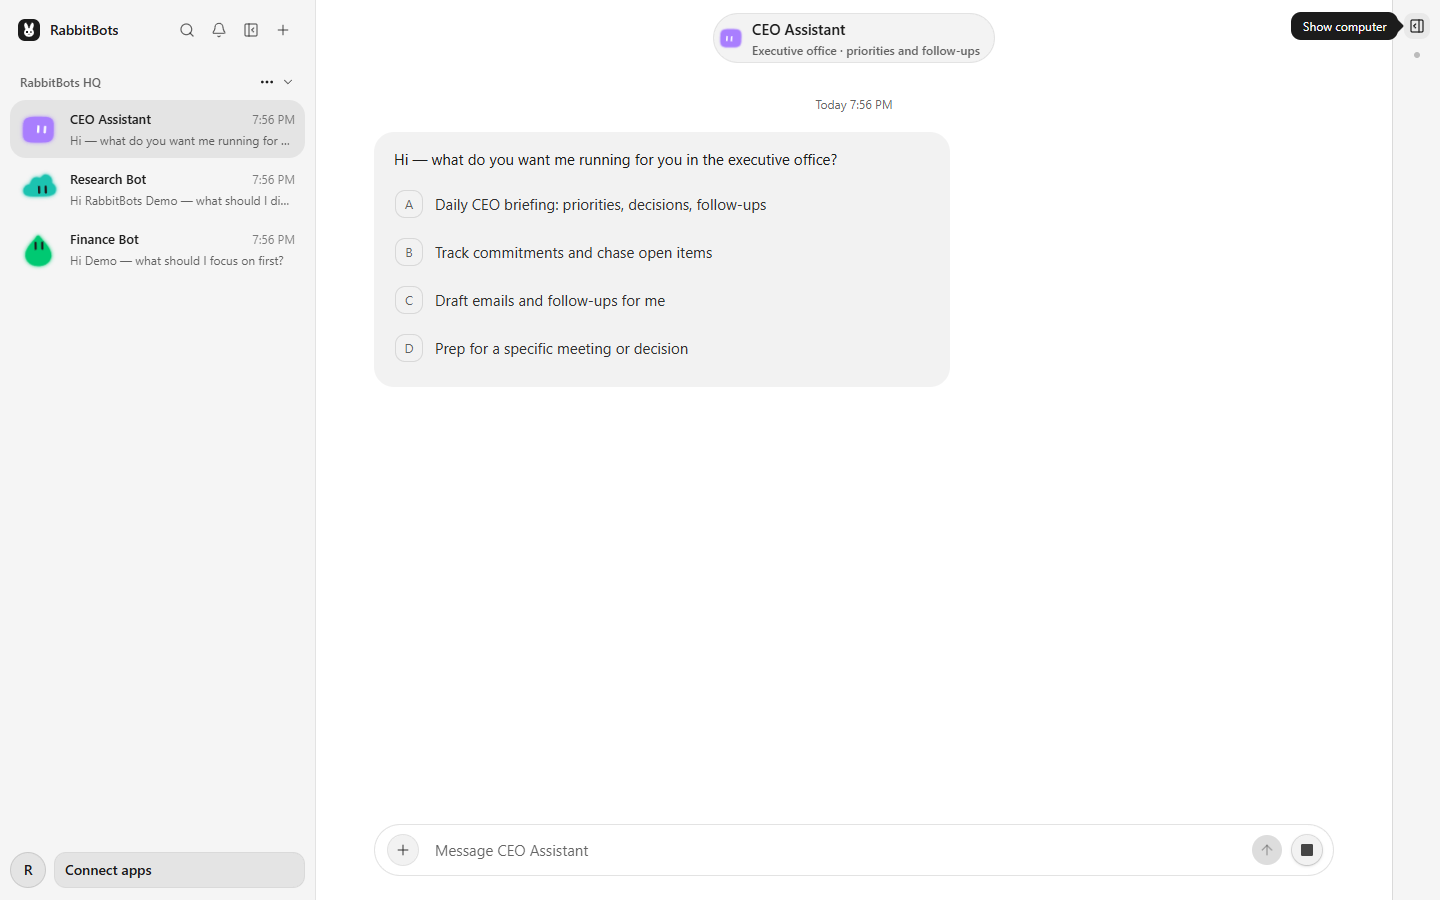 RabbitBots
RabbitBots HQ
CEO Assistant 7:56 PM
Hi — what do you want me running for ...
Research Bot 7:56 PM
Hi RabbitBots Demo — what should I di...
Finance Bot 7:56 PM
Hi Demo — what should I focus on first?
R
Connect apps
CEO Assistant
Executive office · priorities and follow-ups
Show computer
Today 7:56 PM
Hi — what do you want me running for you in the executive office?
A Daily CEO briefing: priorities, decisions, follow-ups
B Track commitments and chase open items
C Draft emails and follow-ups for me
D Prep for a specific meeting or decision
Message CEO Assistant